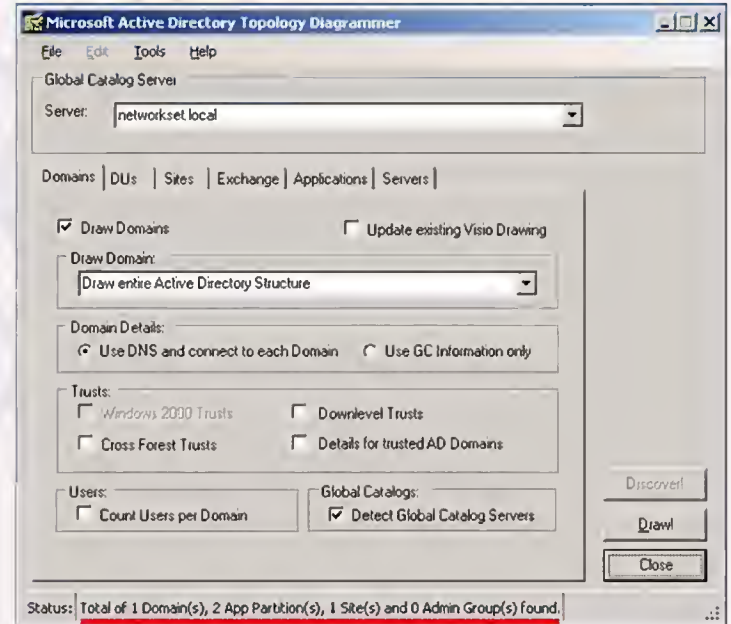 Microsoft Active Directory Topology Diagrammer
File Edit Tools Help
Global Catalog Server
Server: networkset.local
Domains DUs Sites Exchange Applications Servers
Draw Domains Update existing Visio Drawing
Draw Domain:
Draw entire Active Directory Structure
Domain Details:
Use DNS and connect to each Domain Use GC Information only
Trusts:
Windows 2000 Trusts Downlevel Trusts
Cross Forest Trusts Details for trusted AD Domains
Users: Global Catalogs:
Count Users per Domain Detect Global Catalog Servers
Discover!
Draw!
Close
Status: Total of 1 Domain(s), 2 App Partition(s), 1 Site(s) and 0 Admin Group(s) found.